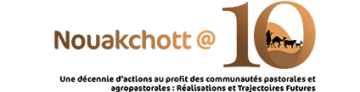 Nouakchott @ 10
Une décennie d'actions au profit des communautés pastorales et
agropastorales : Réalisations et Trajectoires Futures